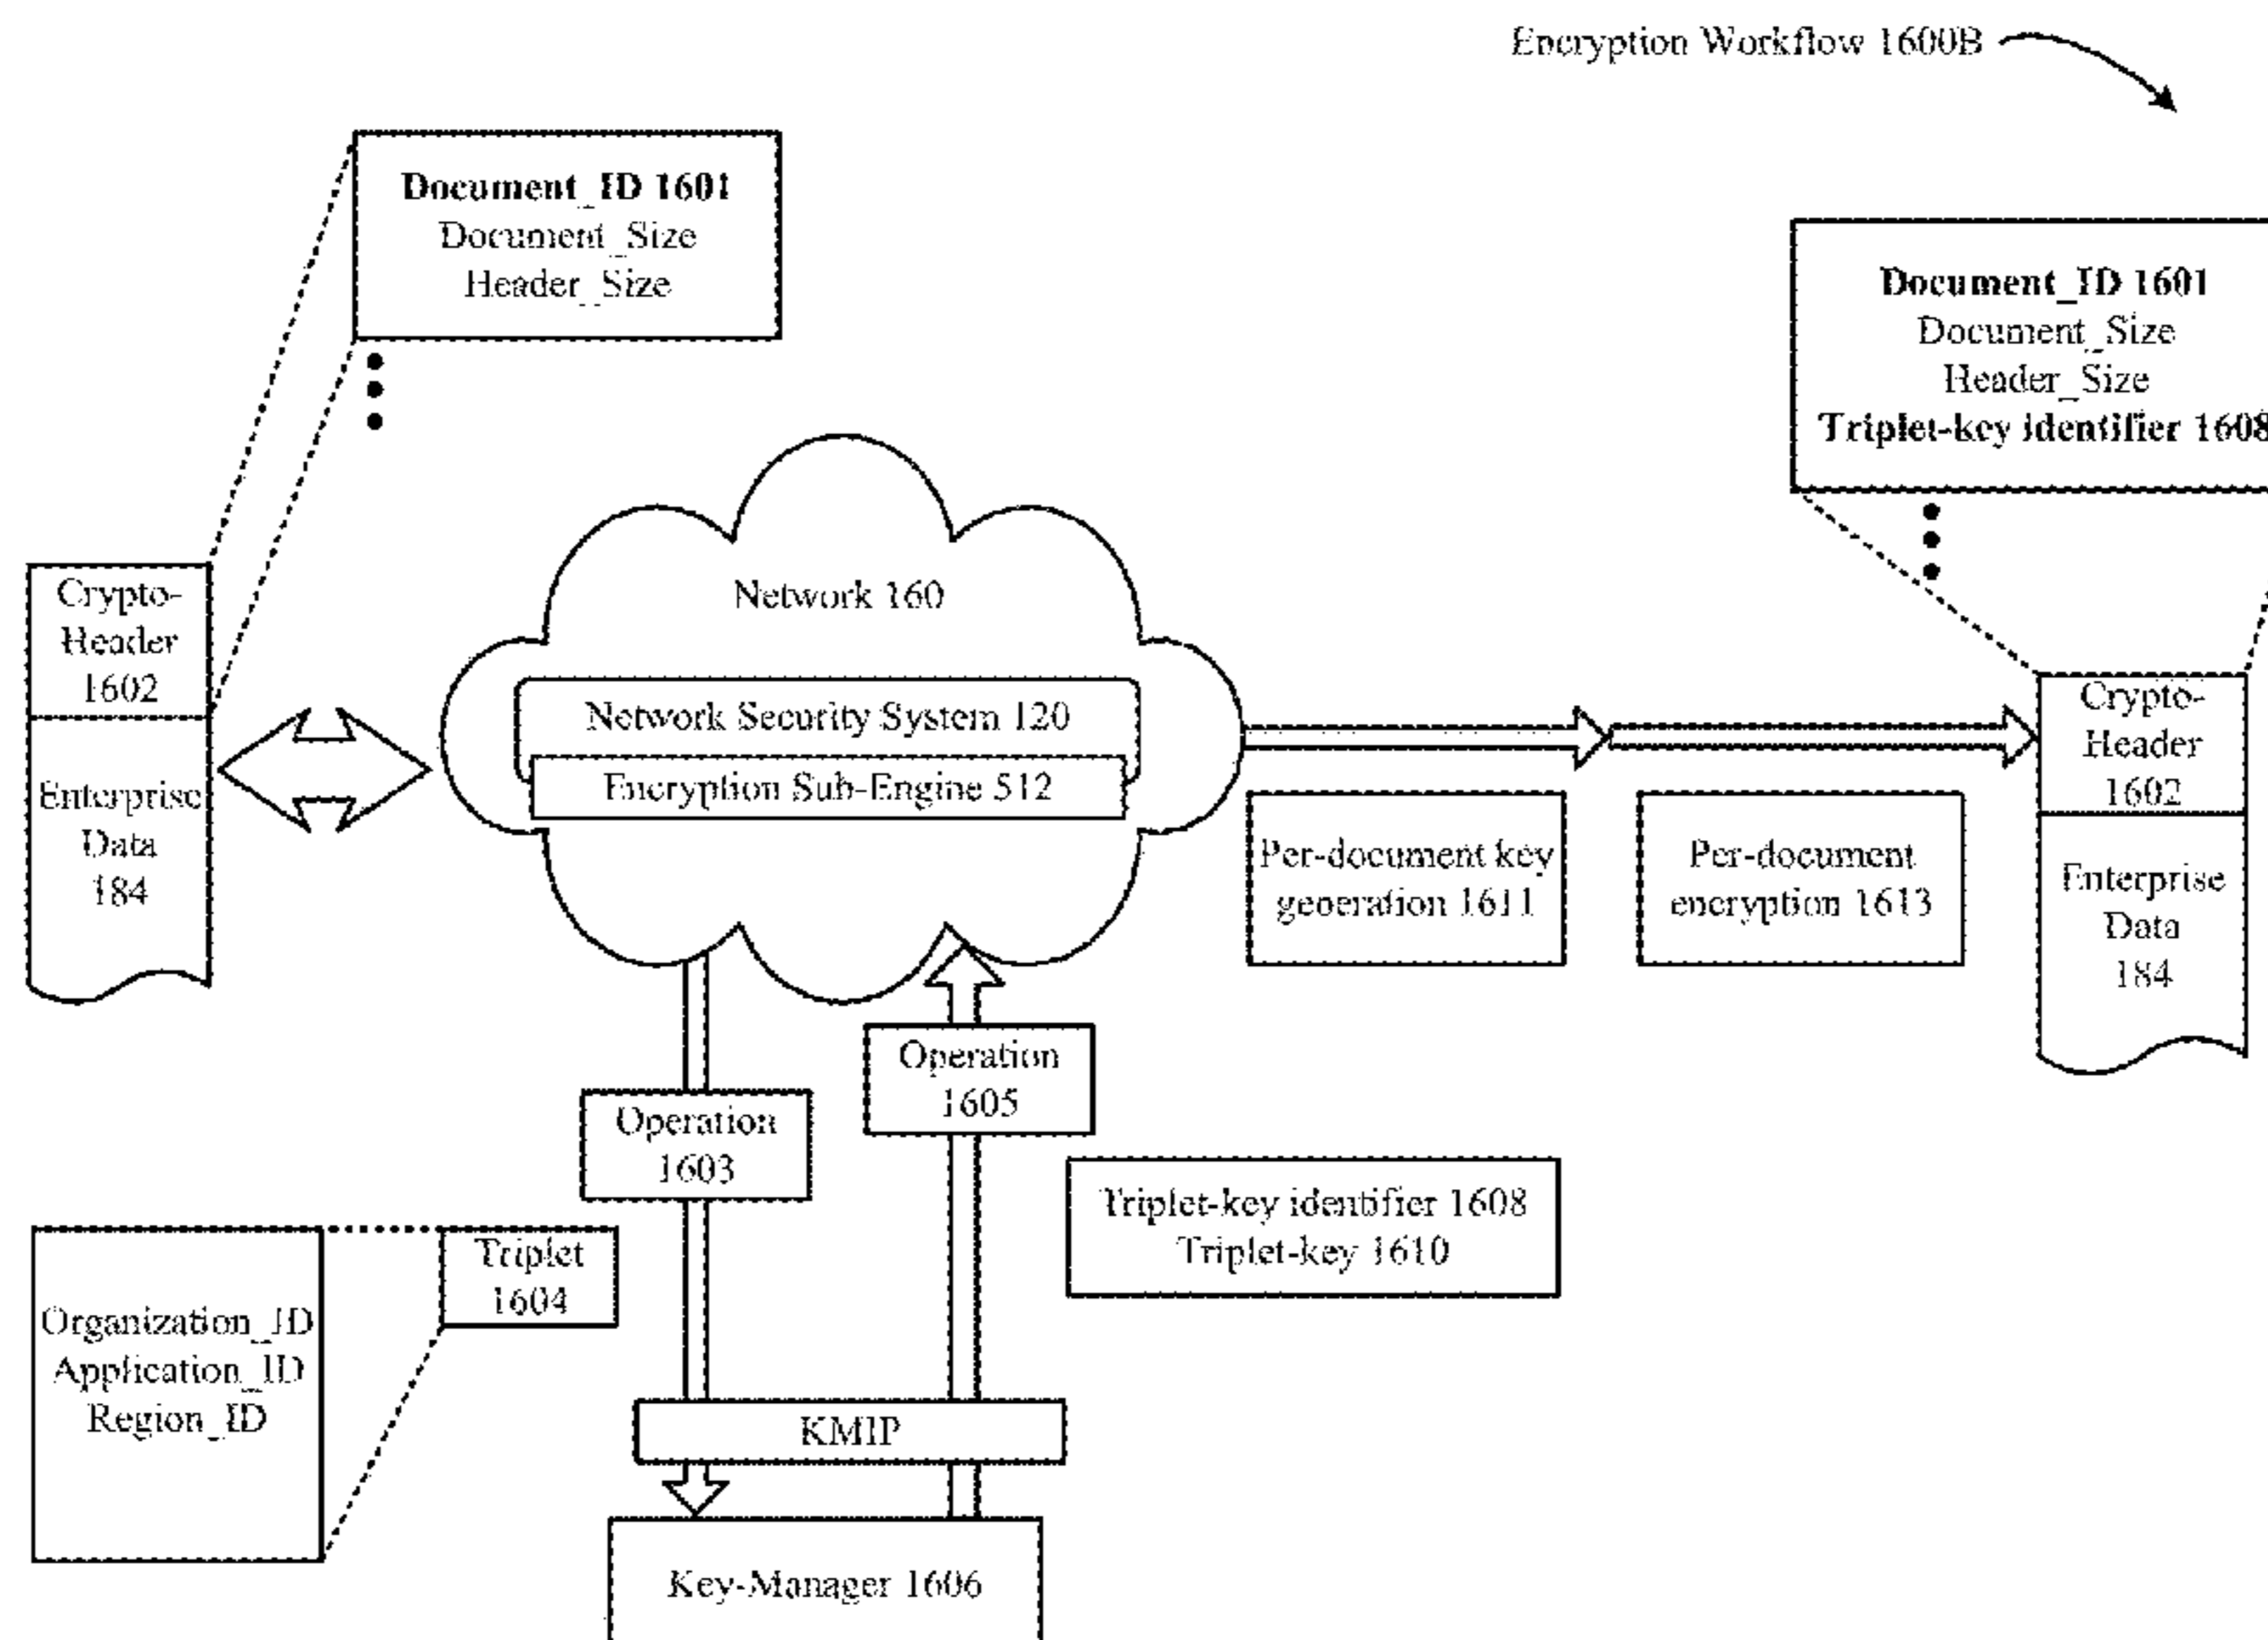 Encryption Workflow 1600B
Document_ID 1601
Document_Size
Header_Size
Document_ID 1601
Document_Size
Header_Size
Triplet-key identifier 1608
Crypto-
Header
1602
Enterprise
Data
184
Network 160
Network Security System 120
Encryption Sub-Engine 512
Per-document key
generation 1611
Per-document
encryption 1613
Crypto-
Header
1602
Enterprise
Data
184
Operation
1603
Operation
1605
Triplet-key identifier 1608
Triplet-key 1610
Triplet
1604
Organization_ID
Application_ID
Region_ID
KMIP
Key-Manager 1606